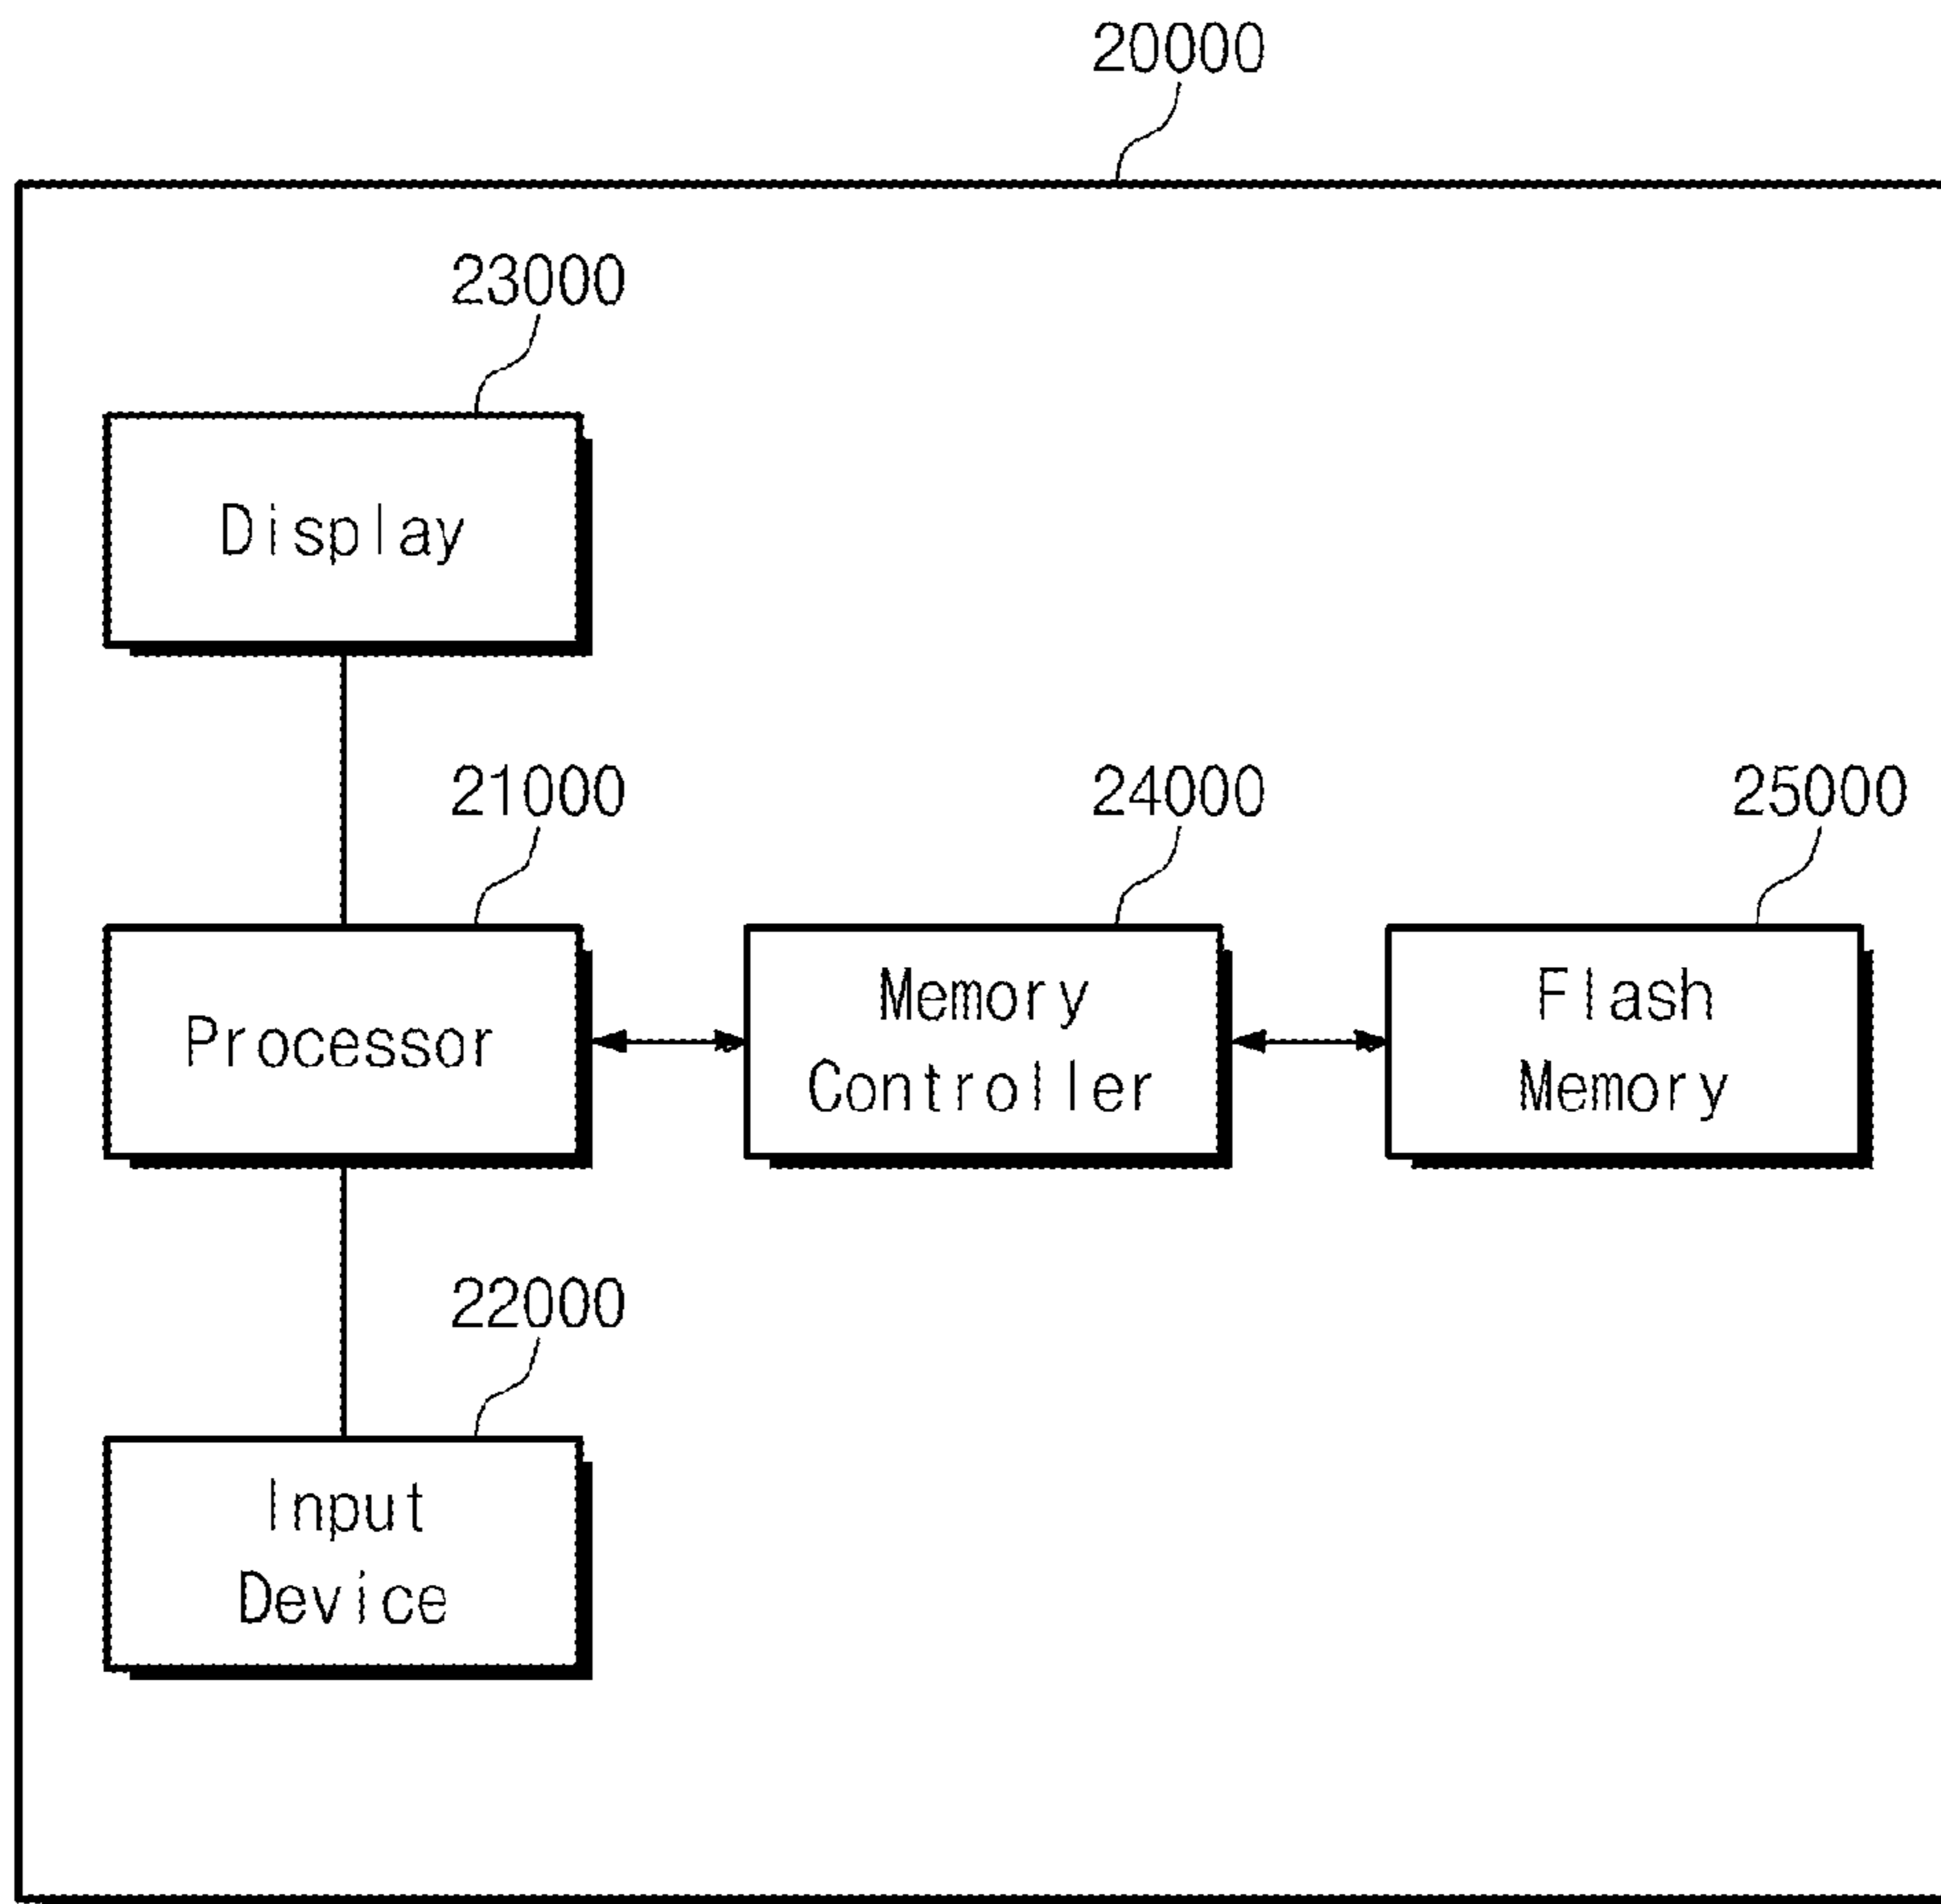 20000
23000
Display
21000
24000
25000
Processor
Memory
Controller
Flash
Memory
22000
Input
Device